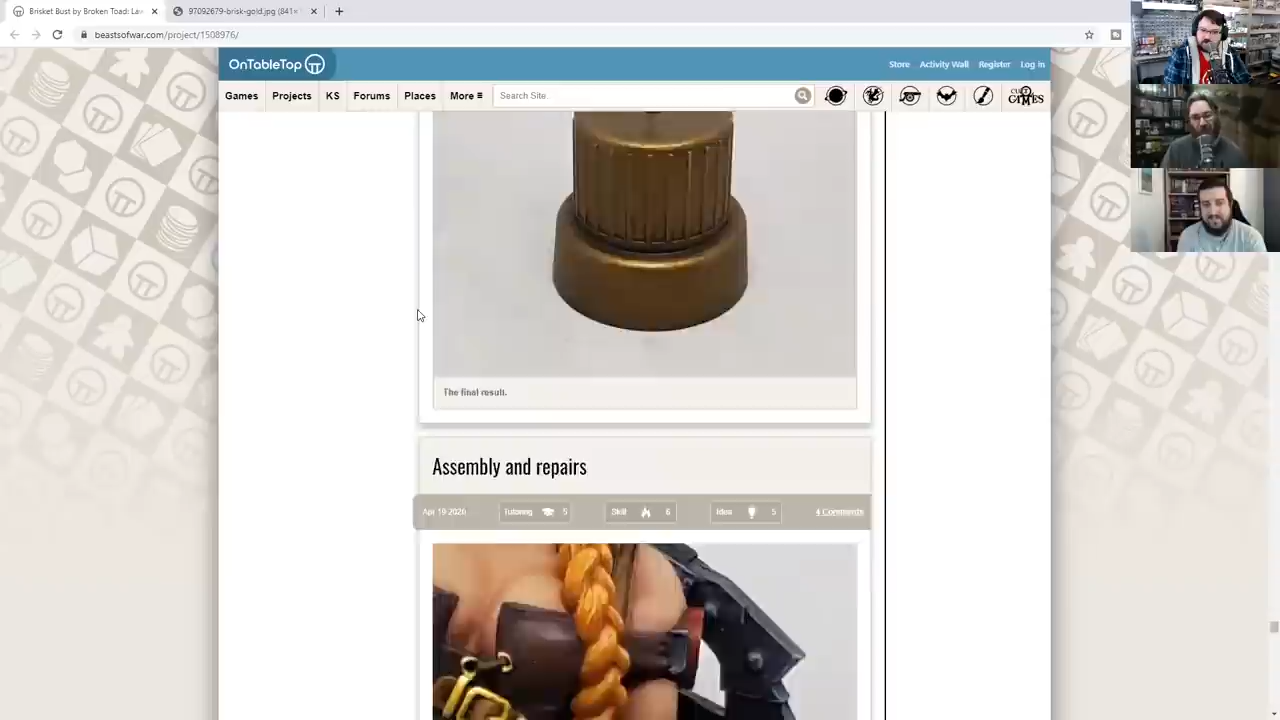 Brisket Bust by Broken Toad: La
97092679-brisk-gold.jpg (841×
beastsofwar.com/project/1508976/
OnTableTop
Store Activity Wall Register Log in
Games Projects KS Forums Places More ≡ Search Site.
GAMES
The final result.
Assembly and repairs
Apr 19 2020 Tutoring 5 Skill 6 Idea 5 4 Comments